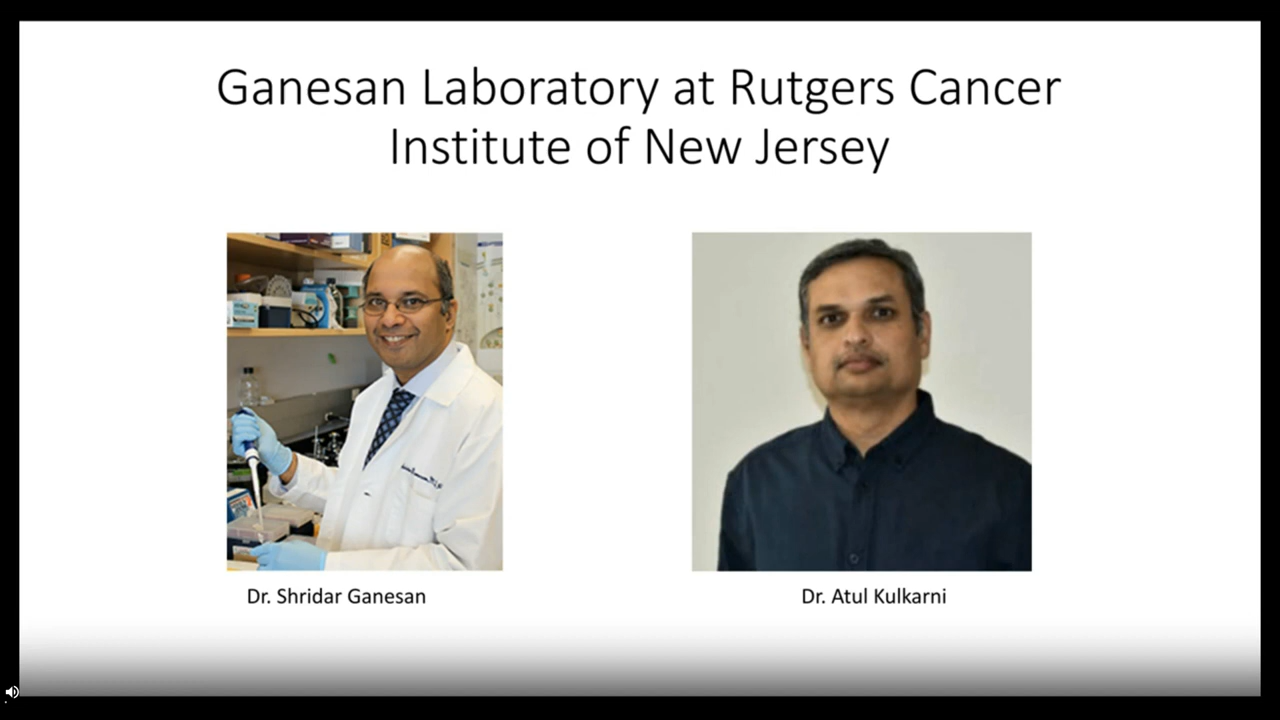 Ganesan Laboratory at Rutgers Cancer
Institute of New Jersey
Dr. Shridar Ganesan
Dr. Atul Kulkarni